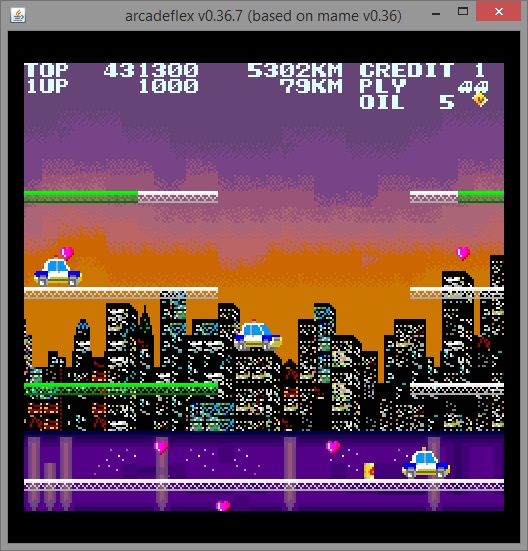 arcadeflex v0.36.7 (based on mame v0.36)
TOP 431300 5302KM CREDIT 1
1UP 1000 79KM PLY
OIL 5